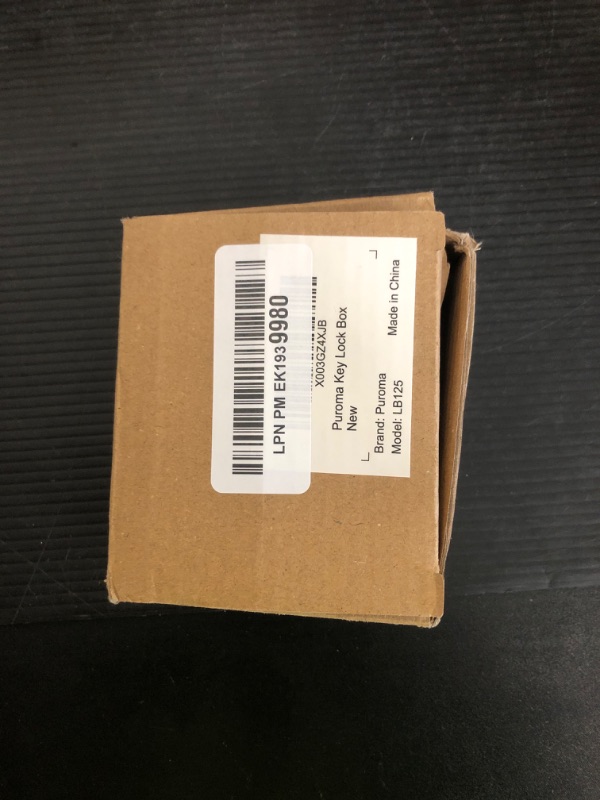 LPN PM EK1939980
X003GZ4XJB
Puroma Key Lock Box
New
Brand: Puroma
Model: LB125 Made in China